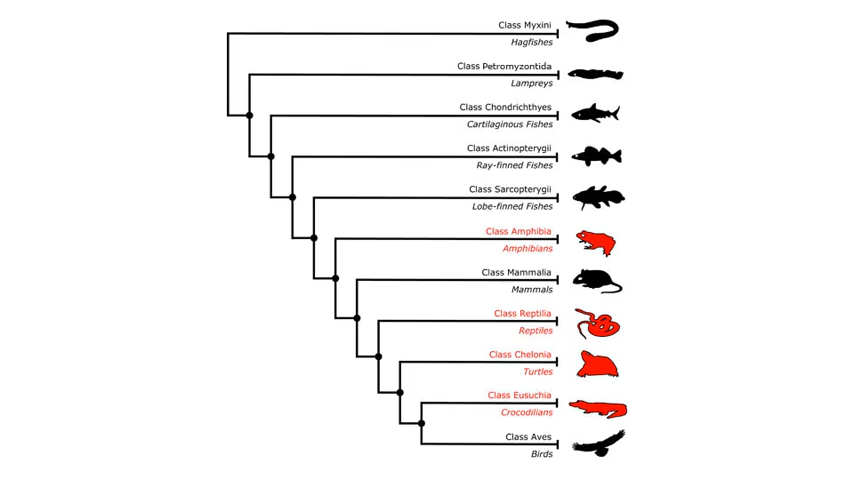 Class Myxini
Hagfishes
Class Petromyzontida
Lampreys
Class Chondrichthyes
Cartilaginous Fishes
Class Actinopterygii
Ray-finned Fishes
Class Sarcopterygii
Lobe-finned Fishes
Class Amphibia
Amphibians
Class Mammalia
Mammals
Class Reptilia
Reptiles
Class Chelonia
Turtles
Class Eusuchia
Crocodilians
Class Aves
Birds